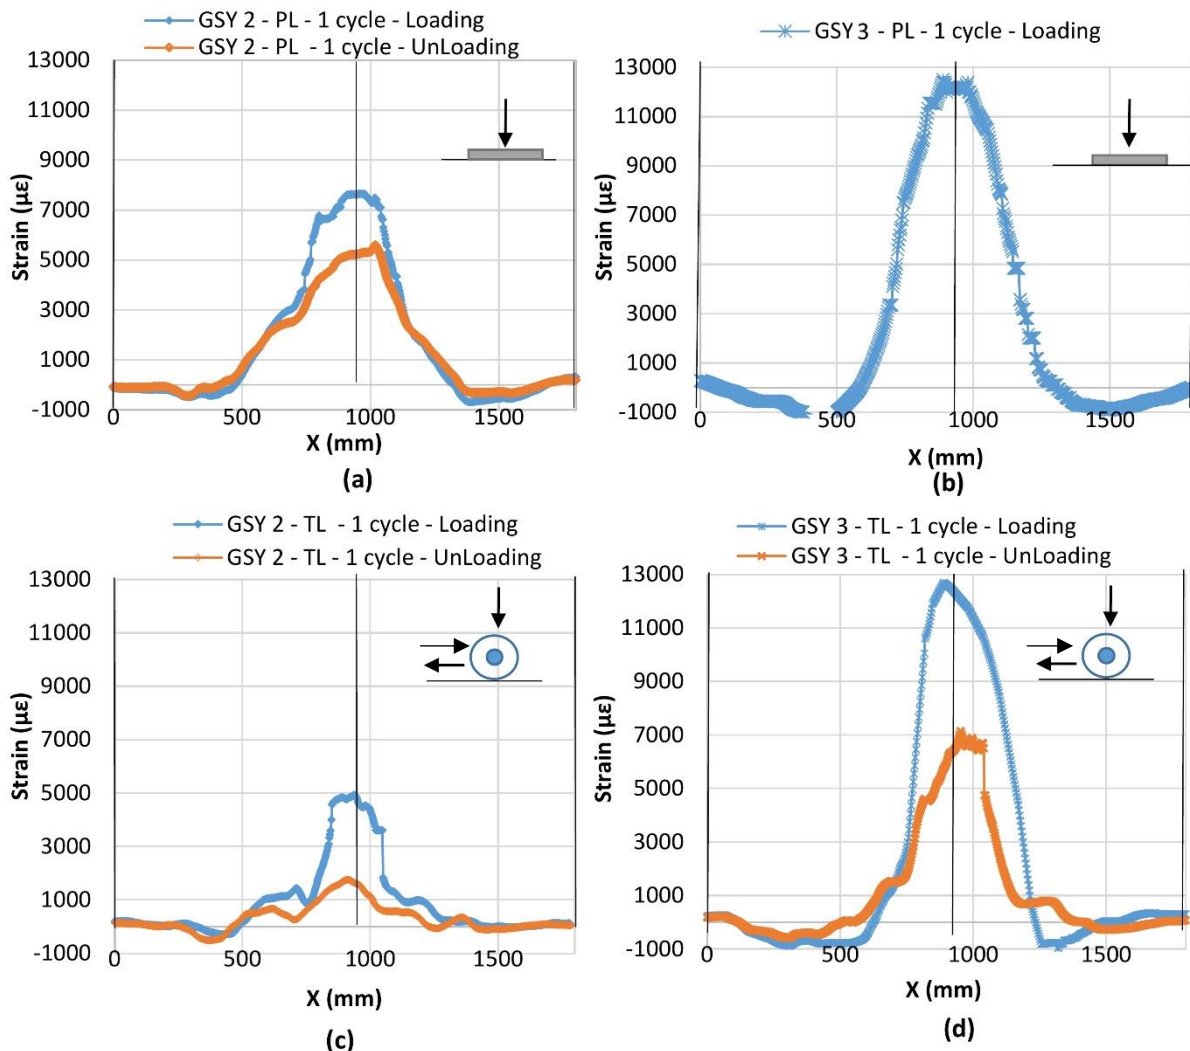 GSY 2 - PL - 1 cycle - Loading
GSY 2 - PL - 1 cycle - UnLoading
13000
11000
9000
7000
5000
3000
1000
-1000
Strain (με)
0
500
1000
1500
X (mm)
(a)
GSY 3 - PL - 1 cycle - Loading
13000
11000
9000
7000
5000
3000
1000
-1000
Strain (με)
0
500
1000
1500
X (mm)
(b)
GSY 2 - TL - 1 cycle - Loading
GSY 2 - TL - 1 cycle - UnLoading
13000
11000
9000
7000
5000
3000
1000
-1000
Strain (με)
0
500
1000
1500
X (mm)
(c)
GSY 3 - TL - 1 cycle - Loading
GSY 3 - TL - 1 cycle - UnLoading
13000
11000
9000
7000
5000
3000
1000
-1000
Strain (με)
0
500
1000
1500
X (mm)
(d)